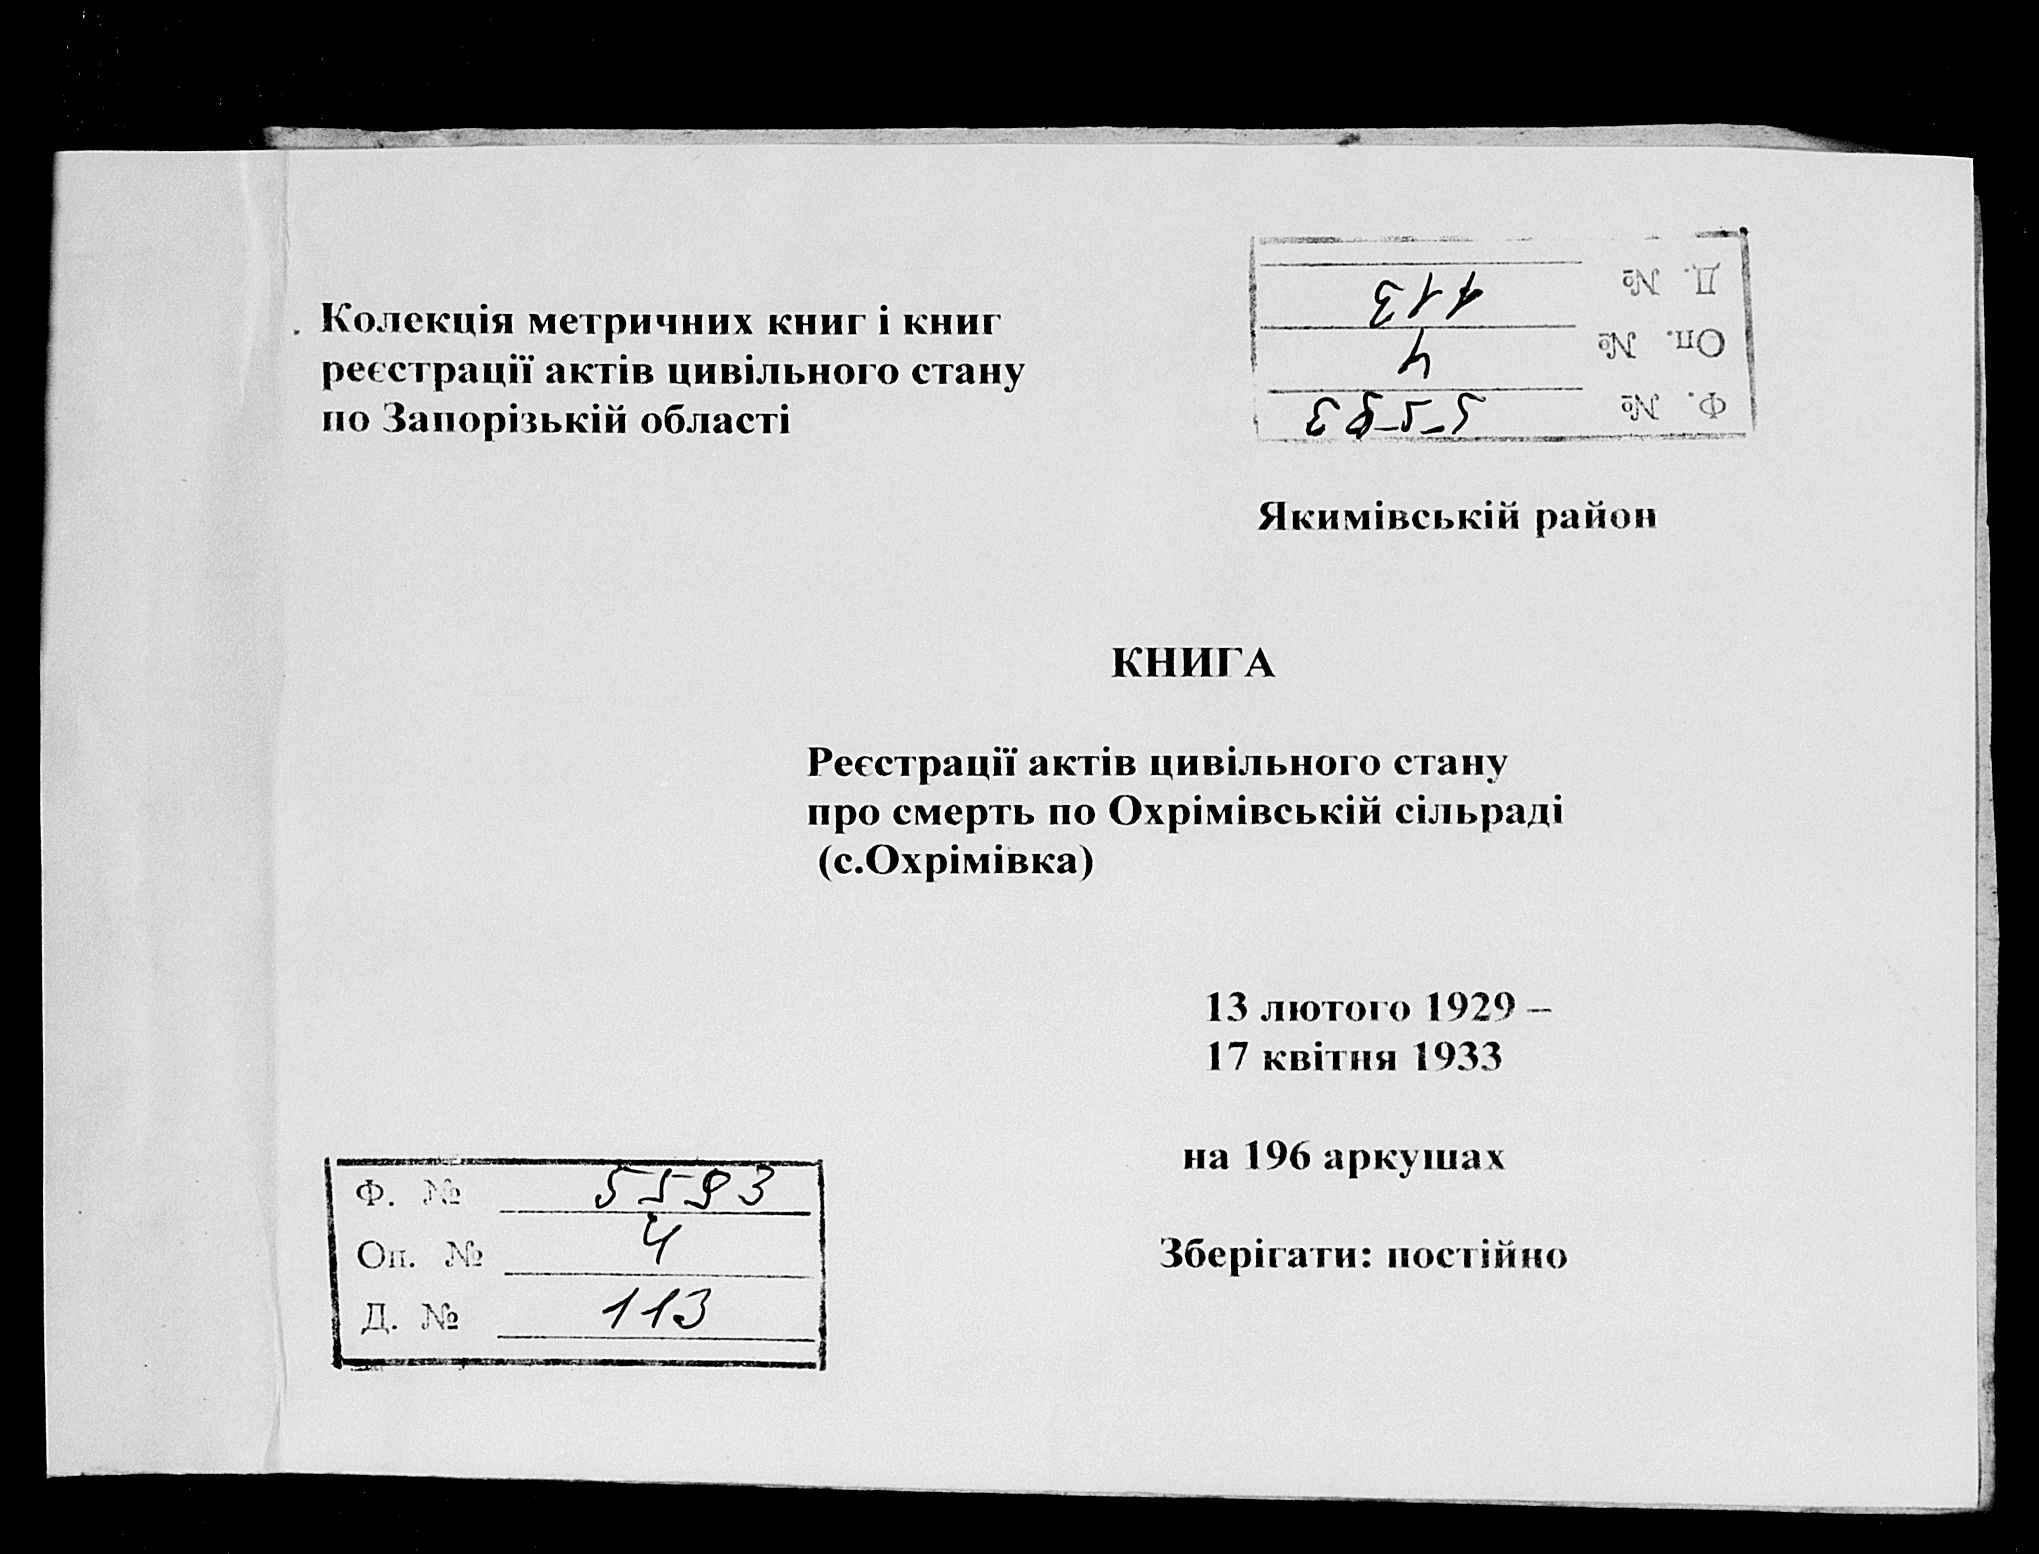 Колекція метричних книг і книг
реєстрації актів цивільного стану
по Запорізькій області
Ф. № 5593
Оп. № 4
Д. № 113
Якимівській район
КНИГА
Реєстрації актів цивільного стану
про смерть по Охрімівській сільраді
(с.Охрімівка)
13 лютого 1929 –
17 квітня 1933
на 196 аркушах
Зберігати: постійно
Ф. № 5593
Оп. № 4
Д. № 113